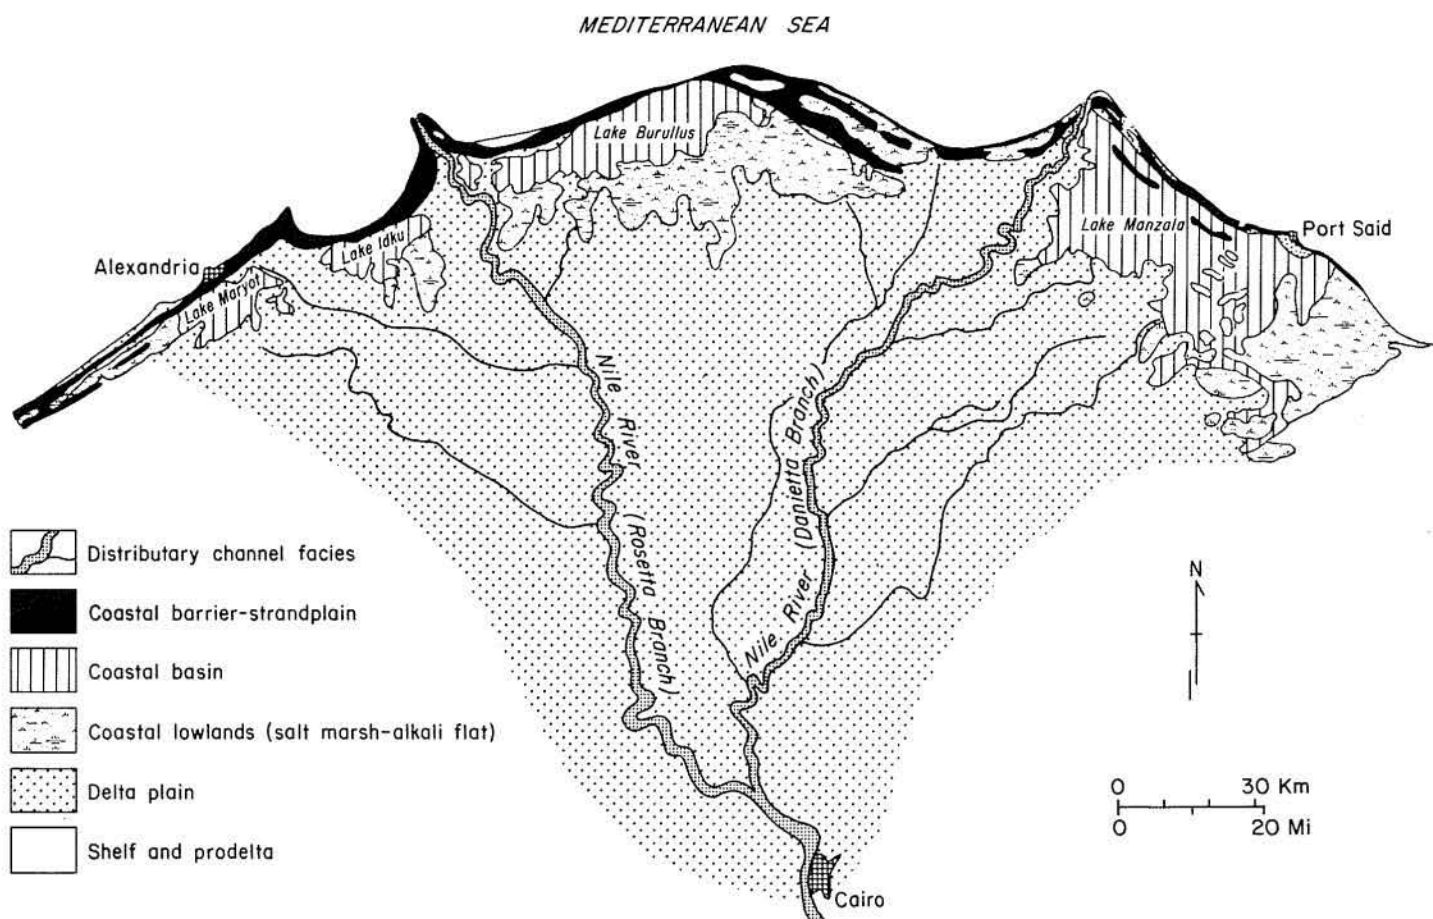 MEDITERRANEAN SEA
Lake Burullus
Lake Manzala
Port Said
Lake Idku
Alexandria
Lake Maryot
Nile River (Rosetta Branch)
Nile River (Danietta Branch)
Distributary channel facies
Coastal barrier-strandplain
Coastal basin
Coastal lowlands (salt marsh-alkali flat)
Delta plain
Shelf and prodelta
N
0 30 Km
0 20 Mi
Cairo